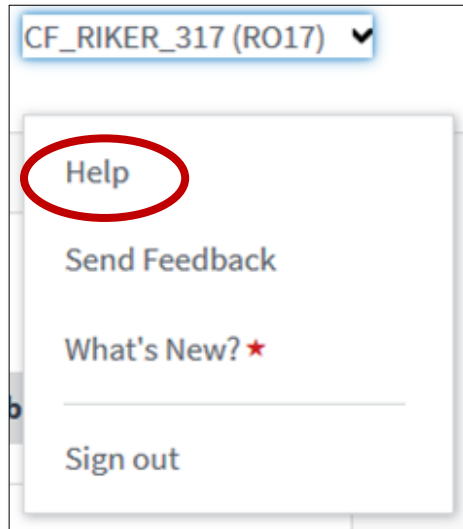 CF_RIKER_317 (RO17)
Help
Send Feedback
What's New?
b
Sign out